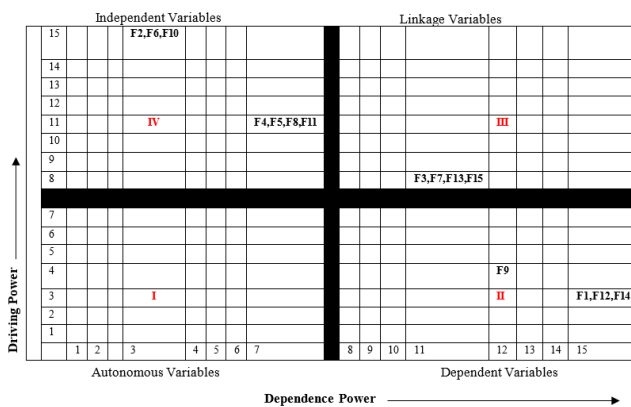 Independent Variables Linkage Variables
15 F2,F6,F10
14
13
12
11 IV F4,F5,F8,F11 III
10
9
8 F3,F7,F13,F15
7
6
5
4 F9
3 I II F1,F12,F14
2
1
1 2 3 4 5 6 7 8 9 10 11 12 13 14 15
Autonomous Variables Dependent Variables
Driving Power
Dependence Power